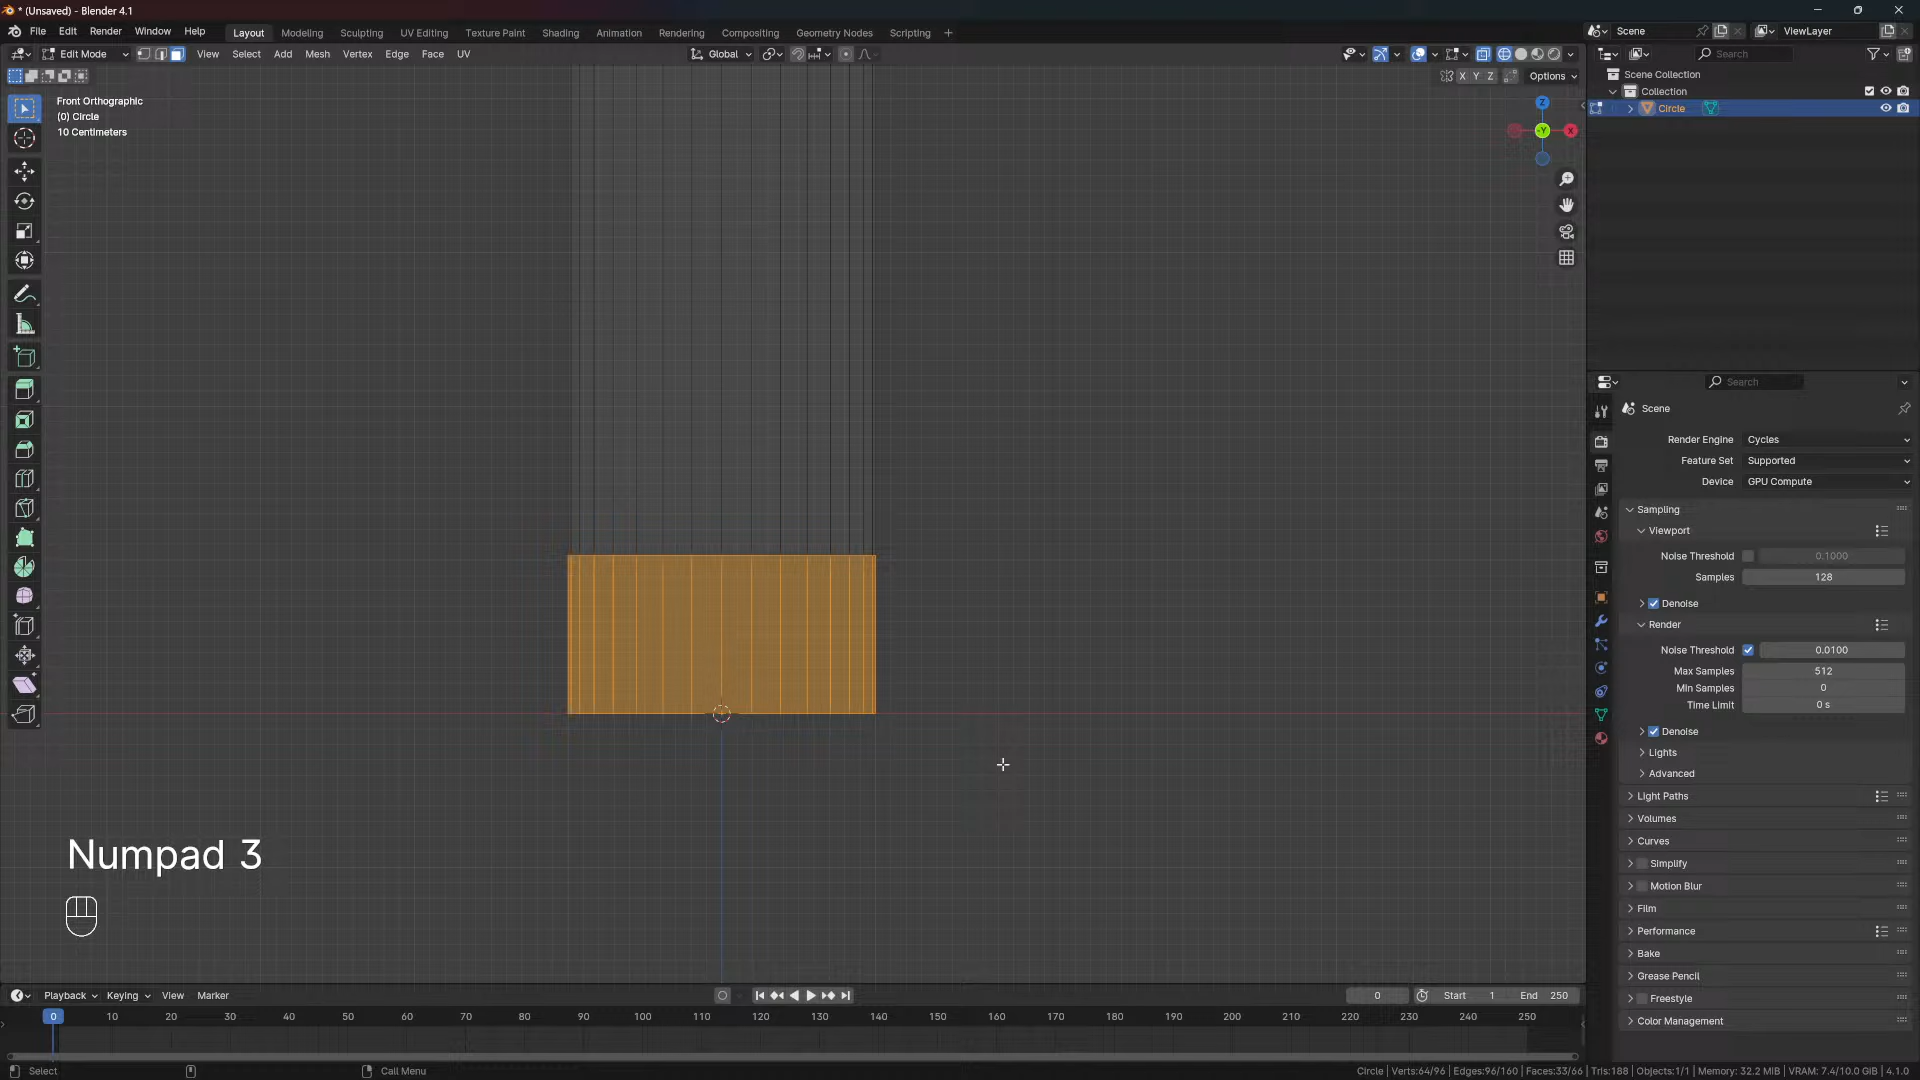 * (Unsaved) - Blender 4.1
File Edit Render Window Help Layout Modeling Sculpting UV Editing Texture Paint Shading Animation Rendering Compositing Geometry Nodes Scripting + Scene ViewLayer
Edit Mode View Select Add Mesh Vertex Edge Face UV Global Search
X Y Z Options
Scene Collection
Collection
Circle
Front Orthographic
(0) Circle
10 Centimeters
Z
Y
X
Search
Scene
Render Engine Cycles
Feature Set Supported
Device GPU Compute
Sampling
Viewport
Noise Threshold 0.1000
Samples 128
Denoise
Render
Noise Threshold 0.0100
Max Samples 512
Min Samples 0
Time Limit 0 s
Denoise
Lights
Advanced
Light Paths
Volumes
Curves
Simplify
Motion Blur
Film
Performance
Bake
Grease Pencil
Freestyle
Color Management
Numpad 3
Playback Keying View Marker 0 Start 1 End 250
0 10 20 30 40 50 60 70 80 90 100 110 120 130 140 150 160 170 180 190 200 210 220 230 240 250
Select Call Menu Circle | Verts:64/96 | Edges:96/160 | Faces:33/66 | Tris:188 | Objects:1/1 | Memory: 32.2 MiB | VRAM: 7.4/10.0 GiB | 4.1.0